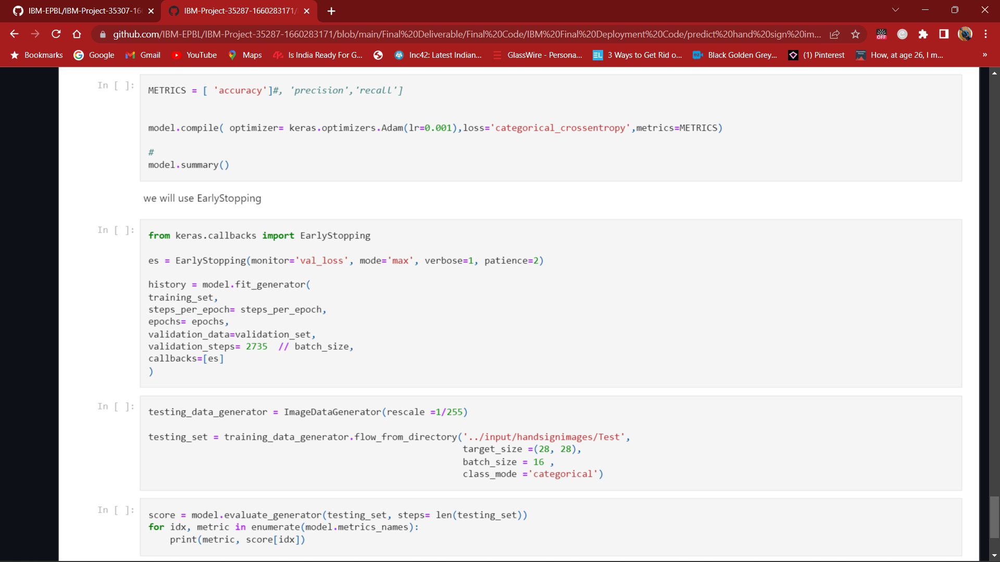 IBM-EPBL/IBM-Project-35307-16
IBM-Project-35287-1660283171/
github.com/IBM-EPBL/IBM-Project-35287-1660283171/blob/main/Final%20Deliverable/Final%20Code/IBM%20Final%20Deployment%20Code/predict%20hand%20sign%20im...
OFF
Bookmarks
Google
Gmail
YouTube
Maps
Is India Ready For G...
Inc42: Latest Indian...
GlassWire - Persona...
EL
3 Ways to Get Rid o...
ez
Black Golden Grey...
(1) Pinterest
How, at age 26, I m...
»
In [ ]:
METRICS = [ 'accuracy']#, 'precision','recall']
model.compile( optimizer= keras.optimizers.Adam(lr=0.001),loss='categorical_crossentropy',metrics=METRICS)
#
model.summary()
we will use EarlyStopping
In [ ]:
from keras.callbacks import EarlyStopping
es = EarlyStopping(monitor='val_loss', mode='max', verbose=1, patience=2)
history = model.fit_generator(
training_set,
steps_per_epoch= steps_per_epoch,
epochs= epochs,
validation_data=validation_set,
validation_steps= 2735  // batch_size,
callbacks=[es]
)
In [ ]:
testing_data_generator = ImageDataGenerator(rescale =1/255)
testing_set = training_data_generator.flow_from_directory('../input/handsignimages/Test',
target_size =(28, 28),
batch_size = 16 ,
class_mode ='categorical')
In [ ]:
score = model.evaluate_generator(testing_set, steps= len(testing_set))
for idx, metric in enumerate(model.metrics_names):
    print(metric, score[idx])